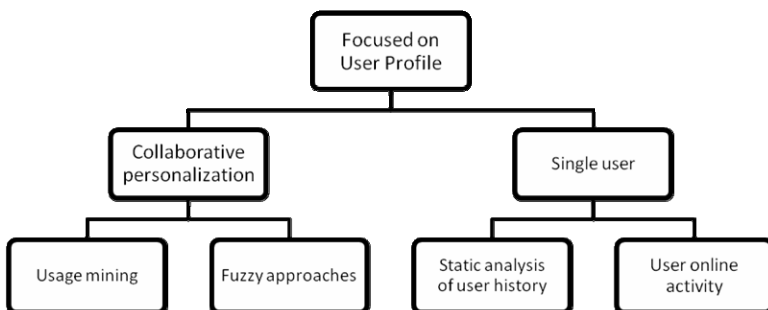 Focused on
User Profile
Collaborative
personalization
Single user
Usage mining
Fuzzy approaches
Static analysis
of user history
User online
activity